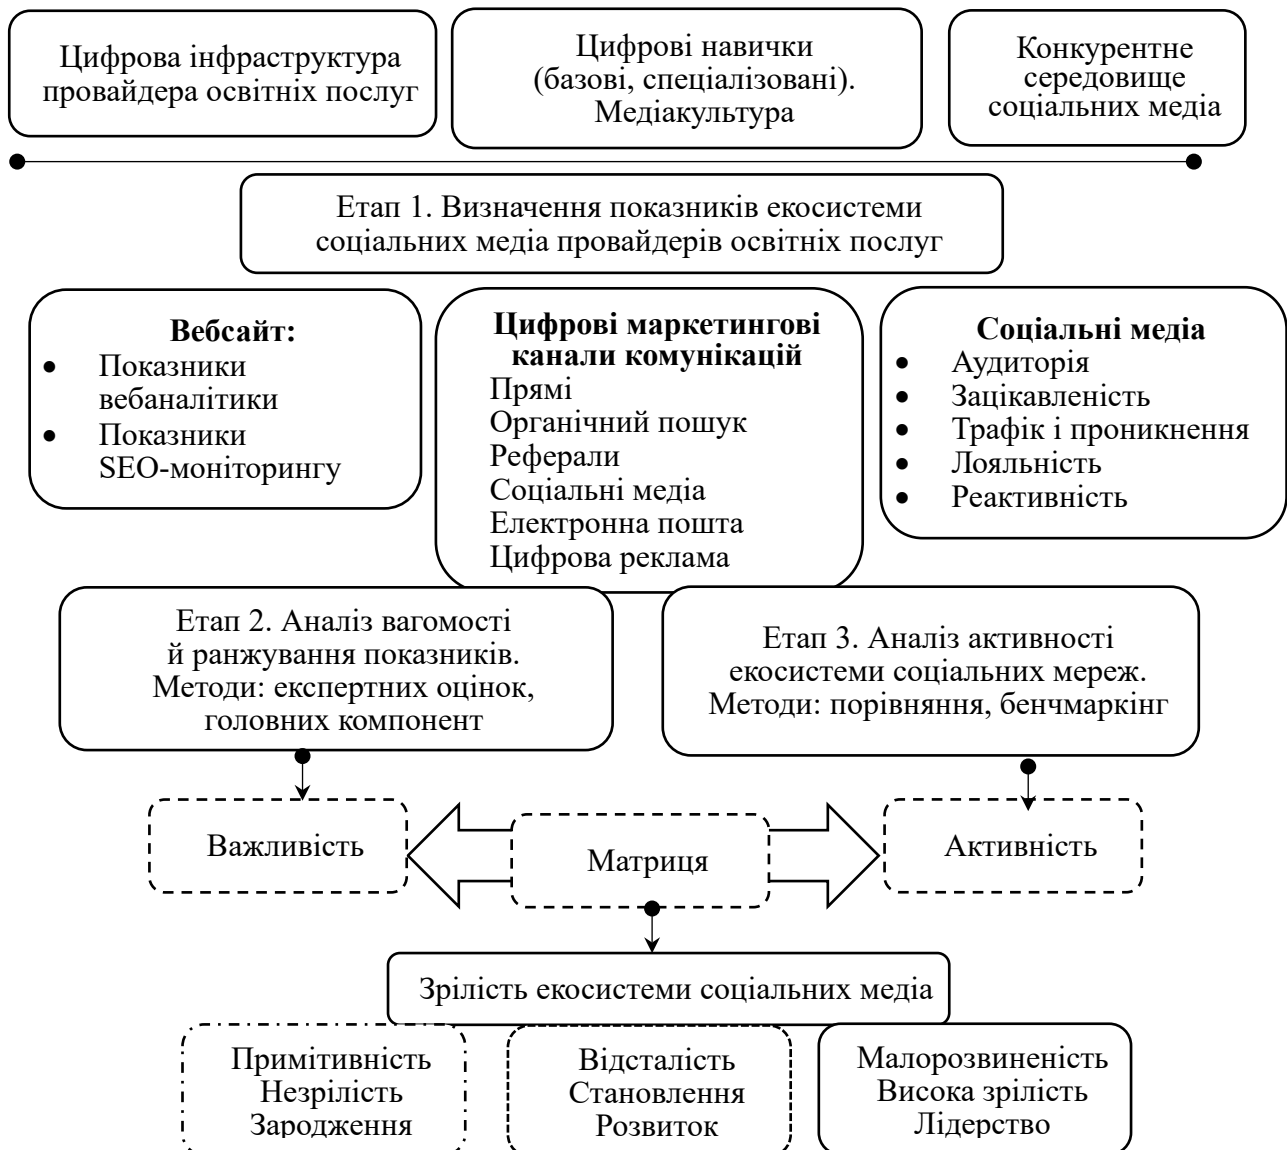 Цифрова інфраструктура
провайдера освітніх послуг
Цифрові навички
(базові, спеціалізовані).
Медіакультура
Конкурентне
середовище
соціальних медіа
Етап 1. Визначення показників екосистеми
соціальних медіа провайдерів освітніх послуг
Вебсайт:
• Показники
вебаналітики
• Показники
SEO-моніторингу
Цифрові маркетингові
канали комунікацій
Прямі
Органічний пошук
Реферали
Соціальні медіа
Електронна пошта
Цифрова реклама
Соціальні медіа
• Аудиторія
• Зацікавленість
• Трафік і проникнення
• Лояльність
• Реактивність
Етап 2. Аналіз вагомості
й ранжування показників.
Методи: експертних оцінок,
головних компонент
Етап 3. Аналіз активності
екосистеми соціальних мереж.
Методи: порівняння, бенчмаркінг
Важливість
Матриця
Активність
Зрілість екосистеми соціальних медіа
Примітивність
Незрілість
Зародження
Відсталість
Становлення
Розвиток
Малорозвиненість
Висока зрілість
Лідерство